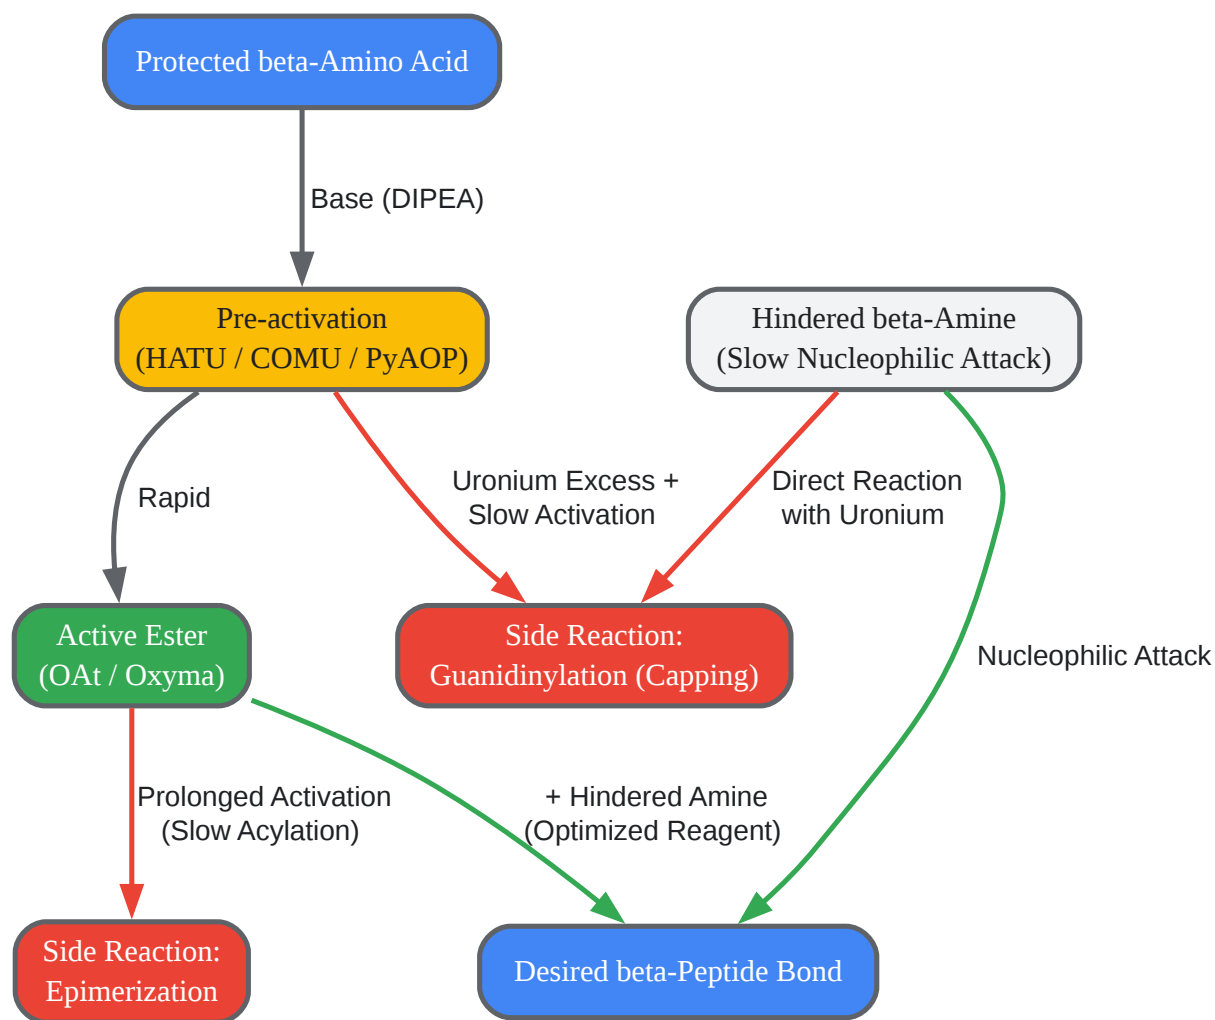 Protected beta-Amino Acid
Base (DIPEA)
Pre-activation
(HATU / COMU / PyAOP)
Hindered beta-Amine
(Slow Nucleophilic Attack)
Rapid
Uronium Excess +
Slow Activation
Direct Reaction
with Uronium
Active Ester
(OAt / Oxyma)
Side Reaction:
Guanidinylation (Capping)
Nucleophilic Attack
Prolonged Activation
(Slow Acylation)
+ Hindered Amine
(Optimized Reagent)
Side Reaction:
Epimerization
Desired beta-Peptide Bond